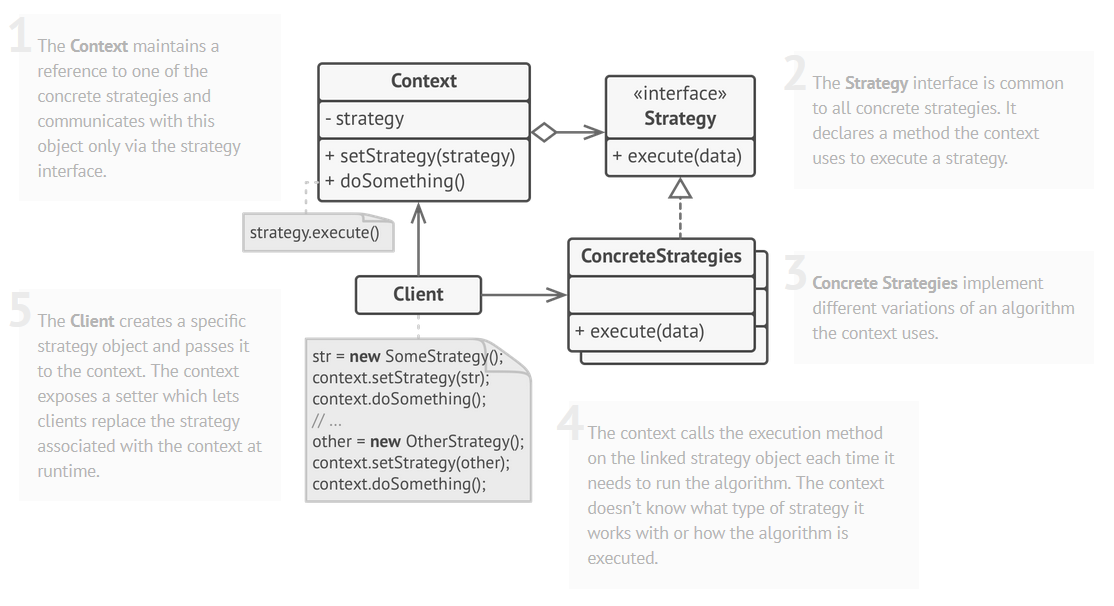 1
The Context maintains a
reference to one of the
concrete strategies and
communicates with this
object only via the strategy
interface.
Context
- strategy
+ setStrategy(strategy)
+ doSomething()
strategy.execute()
«interface»
Strategy
+ execute(data)
2
The Strategy interface is common
to all concrete strategies. It
declares a method the context
uses to execute a strategy.
ConcreteStrategies
+ execute(data)
3
Concrete Strategies implement
different variations of an algorithm
the context uses.
Client
str = new SomeStrategy();
context.setStrategy(str);
context.doSomething();
// ...
other = new OtherStrategy();
context.setStrategy(other);
context.doSomething();
4
The context calls the execution method
on the linked strategy object each time it
needs to run the algorithm. The context
doesn't know what type of strategy it
works with or how the algorithm is
executed.
5
The Client creates a specific
strategy object and passes it
to the context. The context
exposes a setter which lets
clients replace the strategy
associated with the context at
runtime.